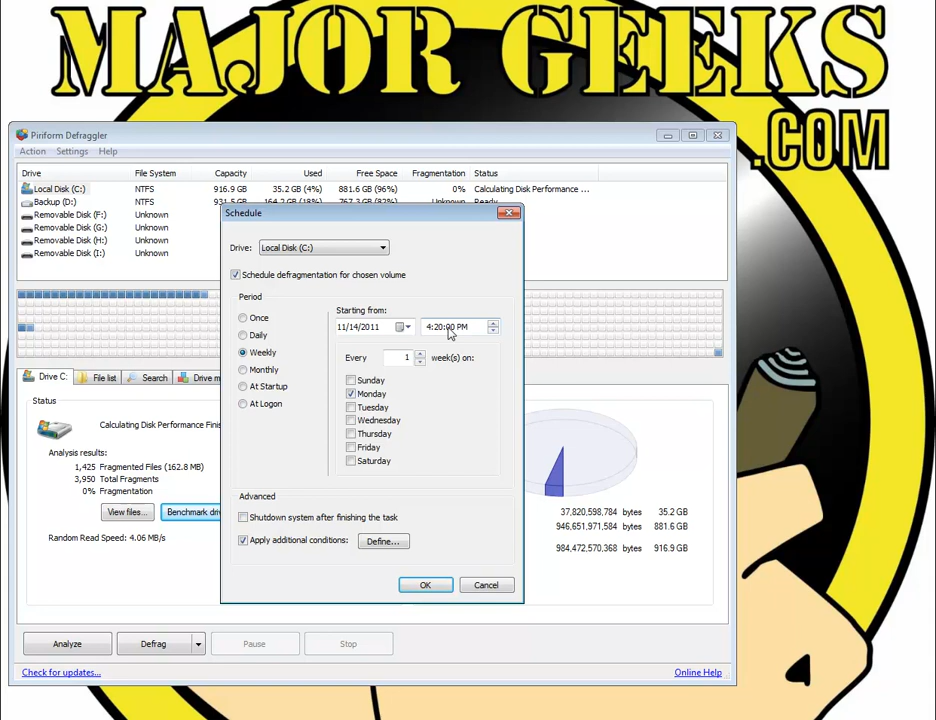 MAJOR GEEKS
.COM
Piriform Defraggler
Action Settings Help
Drive File System Capacity Used Free Space Fragmentation Status
Local Disk (C:) NTFS 916.9 GB 35.2 GB (4%) 881.6 GB (96%) 0% Calculating Disk Performance ...
Backup (D:) NTFS
Removable Disk (F:) Unknown
Removable Disk (G:) Unknown
Removable Disk (H:) Unknown
Removable Disk (I:) Unknown
Schedule
Drive: Local Disk (C:)
Schedule defragmentation for chosen volume
Period
Once
Daily
Weekly
Monthly
At Startup
At Logon
Starting from:
11/14/2011 4:20:00 PM
Every 1 week(s) on:
Sunday
Monday
Tuesday
Wednesday
Thursday
Friday
Saturday
Advanced
Shutdown system after finishing the task
Apply additional conditions: Define...
OK Cancel
Drive C: File list Search Drive m
Status
Calculating Disk Performance Finis
Analysis results:
1,425 Fragmented Files (162.8 MB)
3,950 Total Fragments
0% Fragmentation
View files... Benchmark driv
Random Read Speed: 4.06 MB/s
37,820,598,784 bytes 35.2 GB
946,651,971,584 bytes 881.6 GB
984,472,570,368 bytes 916.9 GB
Analyze Defrag Pause Stop
Check for updates... Online Help